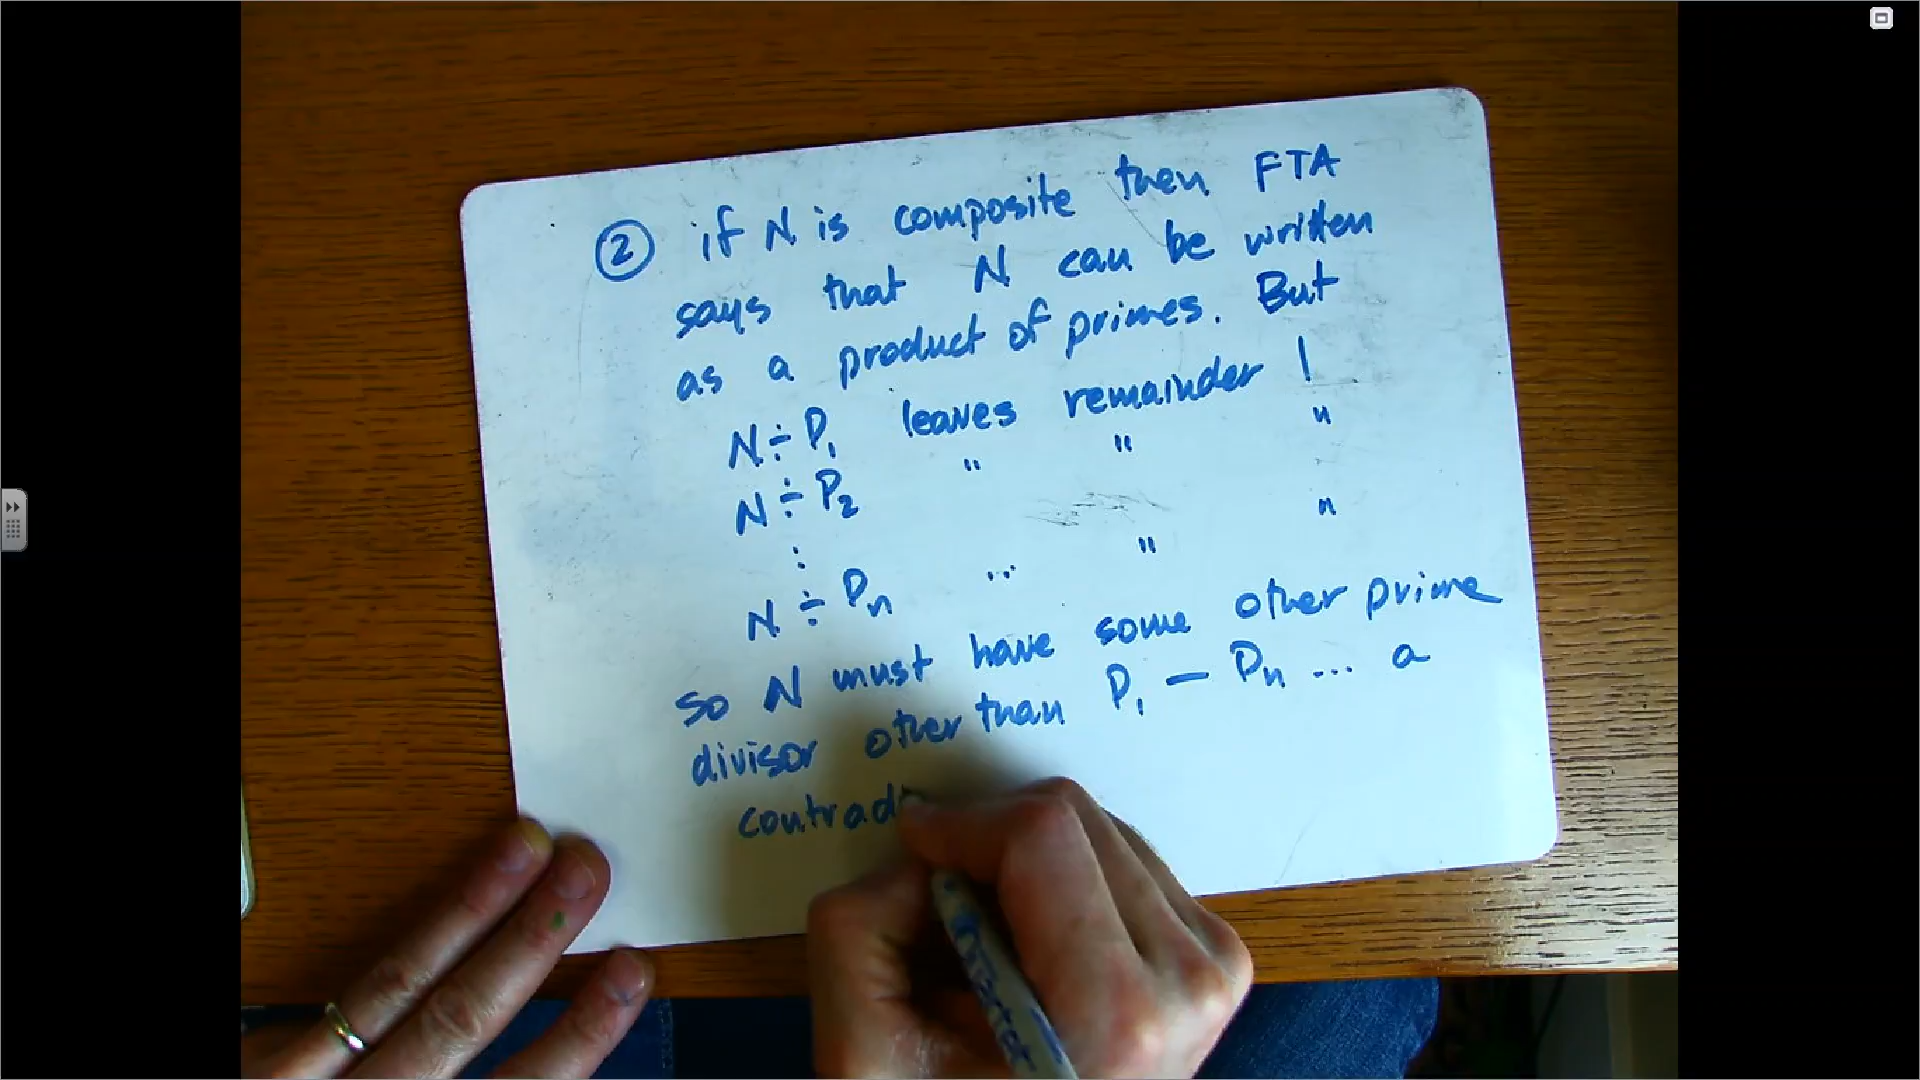 ② if N is composite then FTA
says that N can be written
as a product of primes. But
N ÷ P₁ leaves remainder 1
N ÷ P₂ " " "
⋮
N ÷ Pₙ ... " "
So N must have some other prime
divisor other than P₁ — Pₙ ... a
contrad